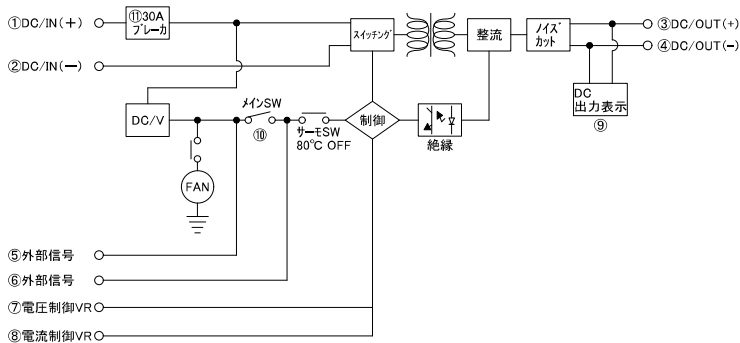 ①DC/IN(+)
⑪30A
ブレーカ
スイッチング
整流
ノイズ
カット
③DC/OUT(+)
④DC/OUT(-)
②DC/IN(-)
DC
出力表示
⑨
DC/V
メインSW
⑩
サーモSW
80℃ OFF
制御
絶縁
FAN
⑤外部信号
⑥外部信号
⑦電圧制御VR
⑧電流制御VR